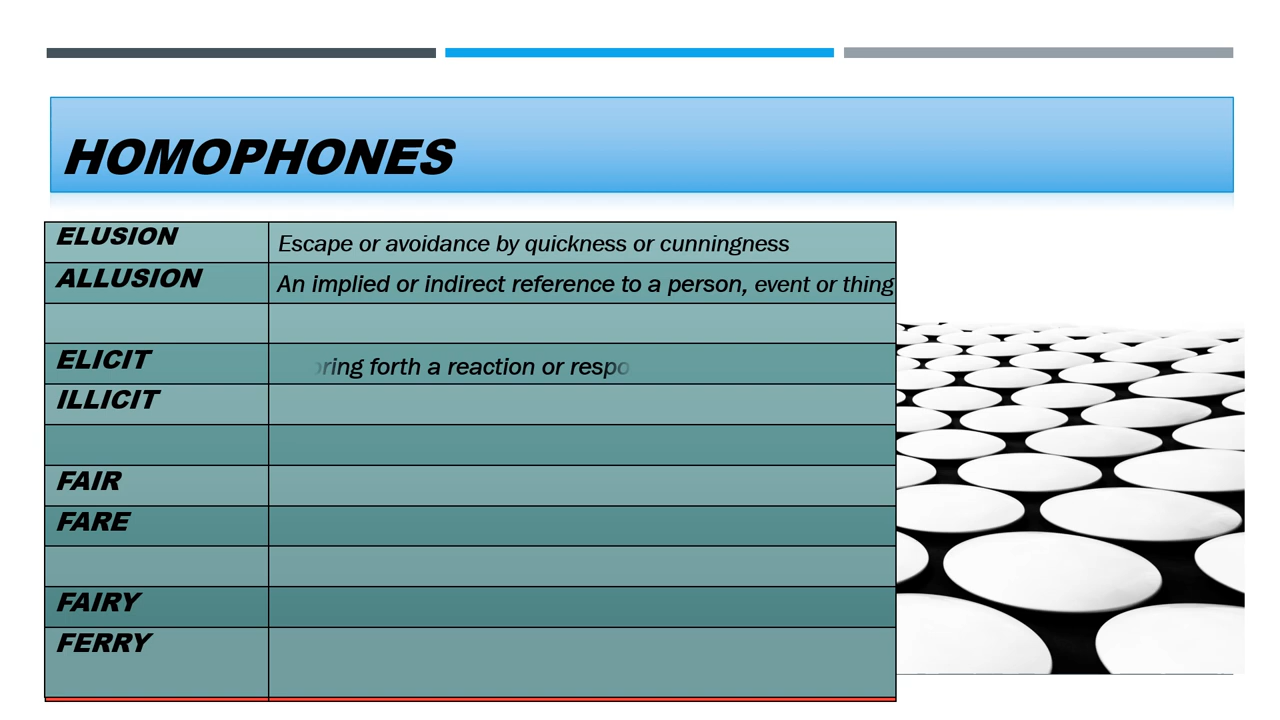 HOMOPHONES
ELUSION Escape or avoidance by quickness or cunningness
ALLUSION An implied or indirect reference to a person, event or thing
ELICIT forth a reaction or
ILLICIT
FAIR
FARE
FAIRY
FERRY